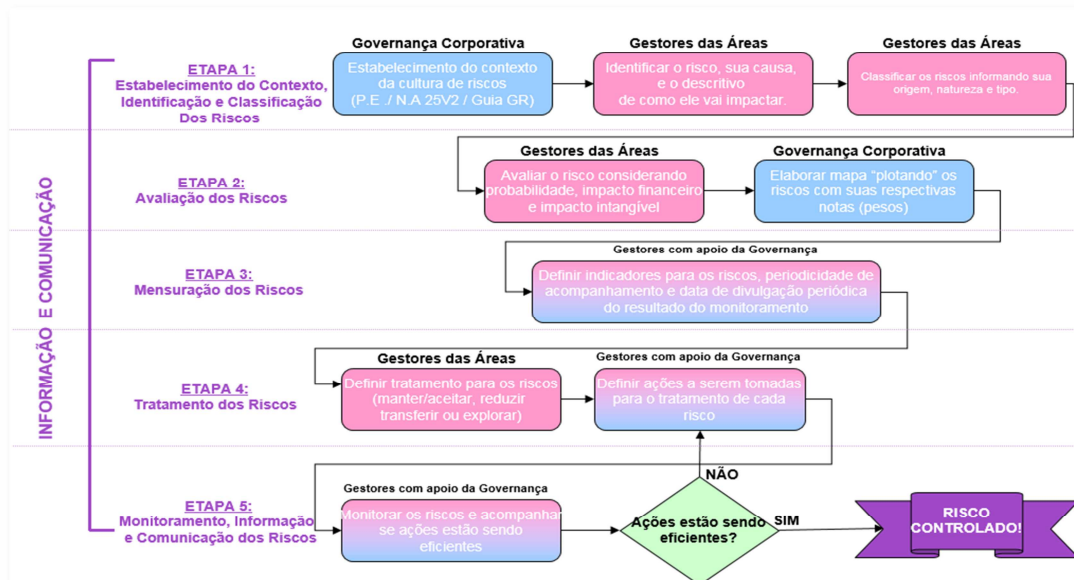 INFORMAÇÃO E COMUNICAÇÃO
ETAPA 1:
Estabelecimento do Contexto,
Identificação e Classificação
Dos Riscos
Governança Corporativa
Estabelecimento do contexto
da cultura de riscos
(P.E ./ N.A 25V2 / Guia GR)
Gestores das Áreas
Identificar o risco, sua causa,
e o descritivo
de como ele vai impactar.
Gestores das Áreas
Classificar os riscos informando sua
origem, natureza e tipo.
ETAPA 2:
Avaliação dos Riscos
Gestores das Áreas
Avaliar o risco considerando
probabilidade, impacto financeiro
e impacto intangível
Governança Corporativa
Elaborar mapa “plotando” os
riscos com suas respectivas
notas (pesos)
ETAPA 3:
Mensuração dos Riscos
Gestores com apoio da Governança
Definir indicadores para os riscos, periodicidade de
acompanhamento e data de divulgação periódica
do resultado do monitoramento
ETAPA 4:
Tratamento dos Riscos
Gestores das Áreas
Definir tratamento para os riscos
(manter/aceitar, reduzir
transferir ou explorar)
Gestores com apoio da Governança
Definir ações a serem tomadas
para o tratamento de cada
risco
ETAPA 5:
Monitoramento, Informação
e Comunicação dos Riscos
Gestores com apoio da Governança
Monitorar os riscos e acompanhar
se ações estão sendo
eficientes
Ações estão sendo
eficientes?
NÃO
SIM
RISCO
CONTROLADO!